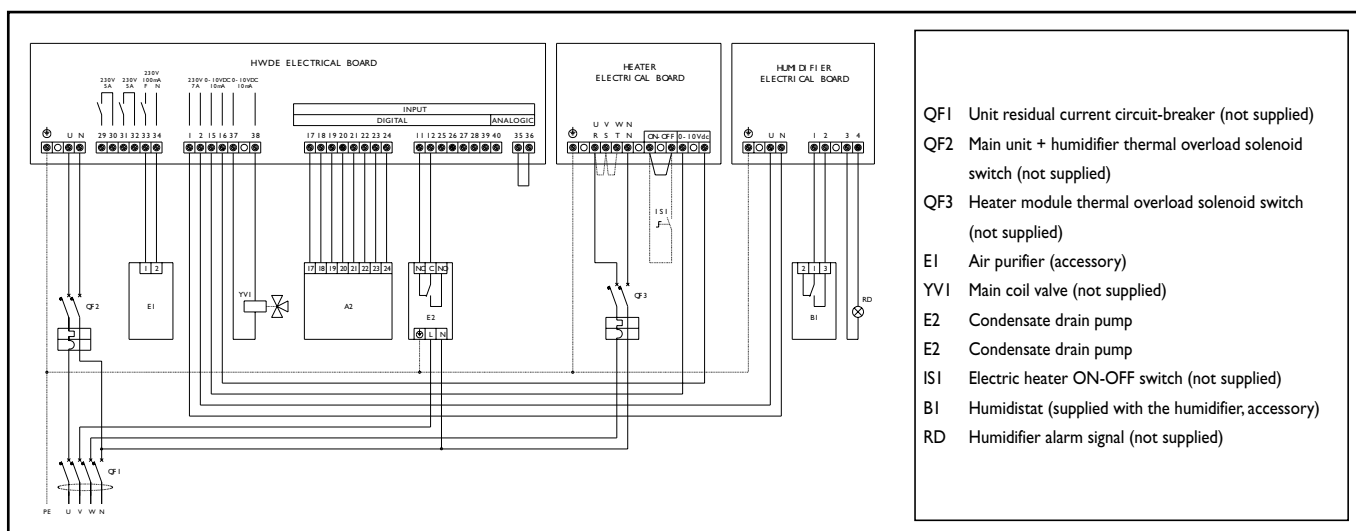 HWDE ELECTRICAL BOARD
HEATER
ELECTRICAL BOARD
HUMIDIFIER
ELECTRICAL BOARD
230V
5A
230V
5A
230V
100mA
F N
230V
7A
0-10VDC
10mA
0-10VDC
10mA
INPUT
DIGITAL
ANALOGIC
U N
29 30 31 32 33 34
1 2 15 16 37 38
17 18 19 20 21 22 23 24
11 12 25 26 27 28 39 40
35 36
U V W N
R S T N
ON-OFF
0-10Vdc
U N
1 2
3 4
IS1
1 2
E1
YV1
17 18 19 20 21 22 23 24
A2
NC C NO
E2
L N
QF2
QF3
2 1 3
B1
RD
QF1
PE U V W N
QF1 Unit residual current circuit-breaker (not supplied)
QF2 Main unit + humidifier thermal overload solenoid
switch (not supplied)
QF3 Heater module thermal overload solenoid switch
(not supplied)
E1 Air purifier (accessory)
YV1 Main coil valve (not supplied)
E2 Condensate drain pump
E2 Condensate drain pump
IS1 Electric heater ON-OFF switch (not supplied)
B1 Humidistat (supplied with the humidifier, accessory)
RD Humidifier alarm signal (not supplied)